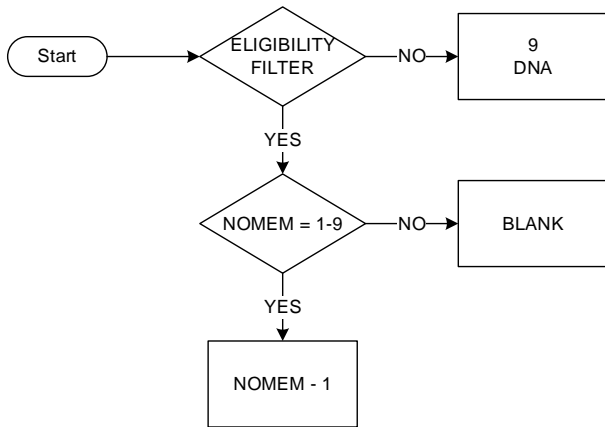 Start
ELIGIBILITY
FILTER
NO
9
DNA
YES
NOMEM = 1-9
NO
BLANK
YES
NOMEM - 1